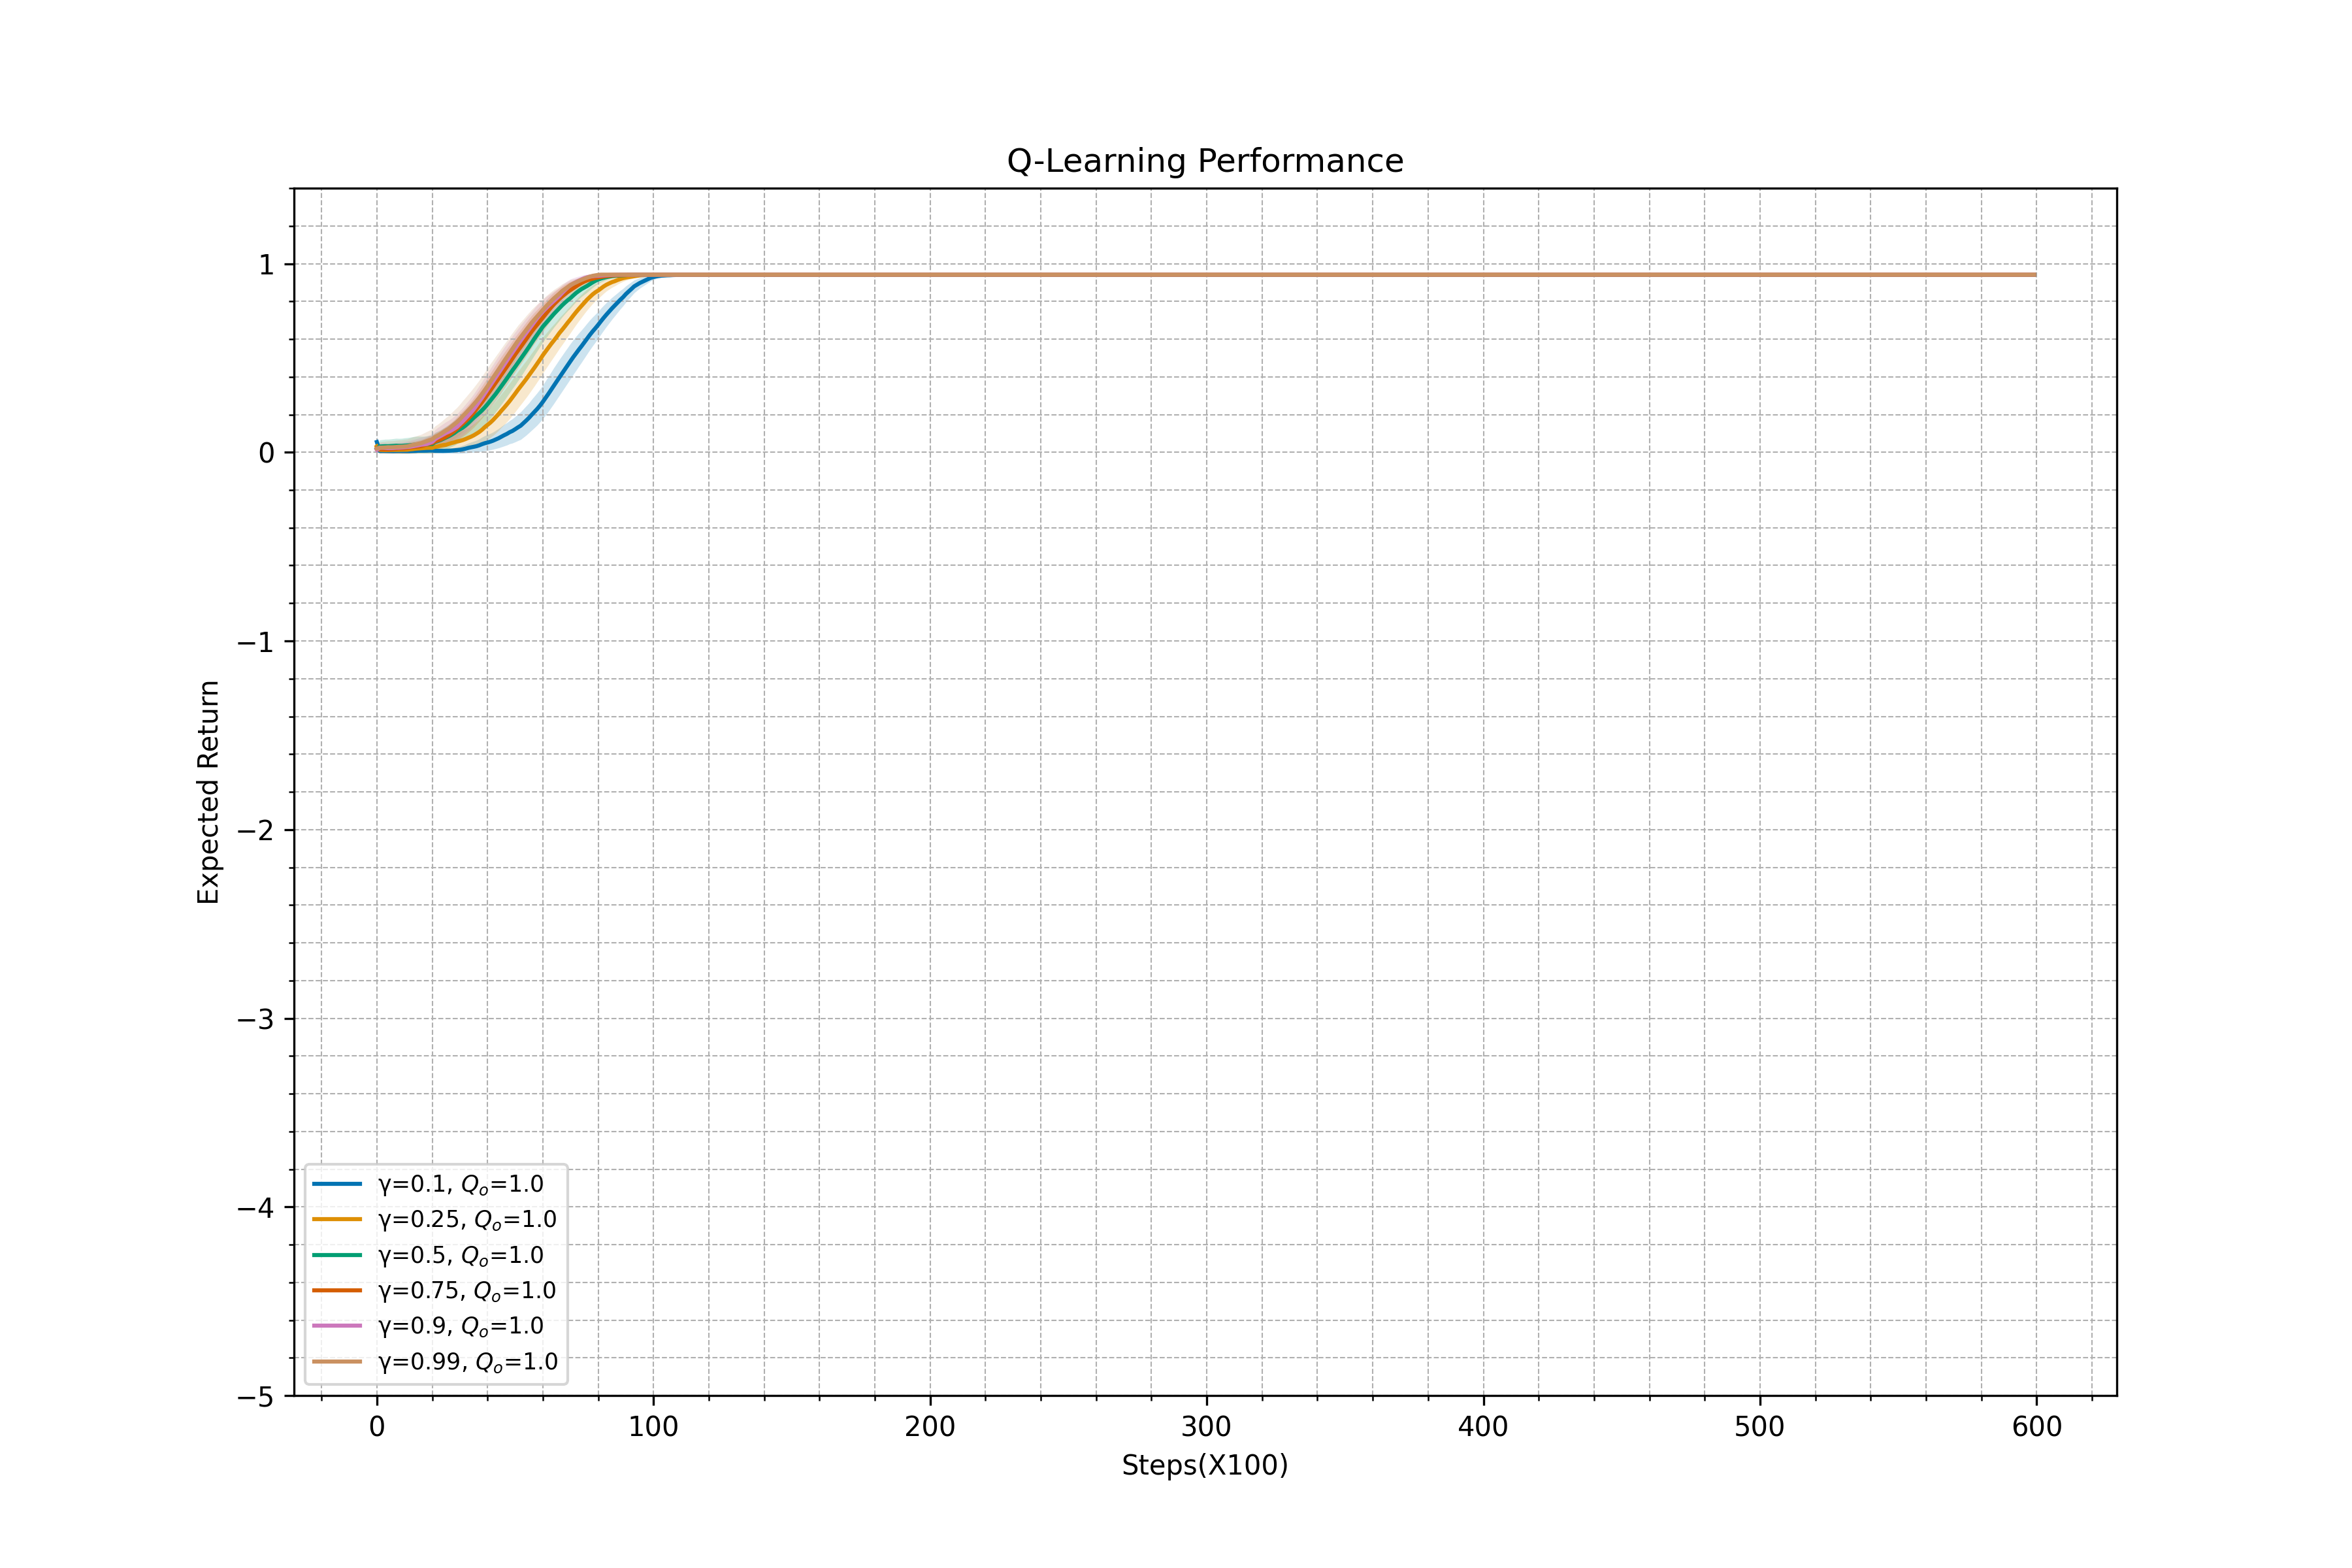 Q-Learning Performance
Expected Return
1
0
−1
−2
−3
−4
−5
γ=0.1, Qₒ=1.0
γ=0.25, Qₒ=1.0
γ=0.5, Qₒ=1.0
γ=0.75, Qₒ=1.0
γ=0.9, Qₒ=1.0
γ=0.99, Qₒ=1.0
0 100 200 300 400 500 600
Steps(X100)